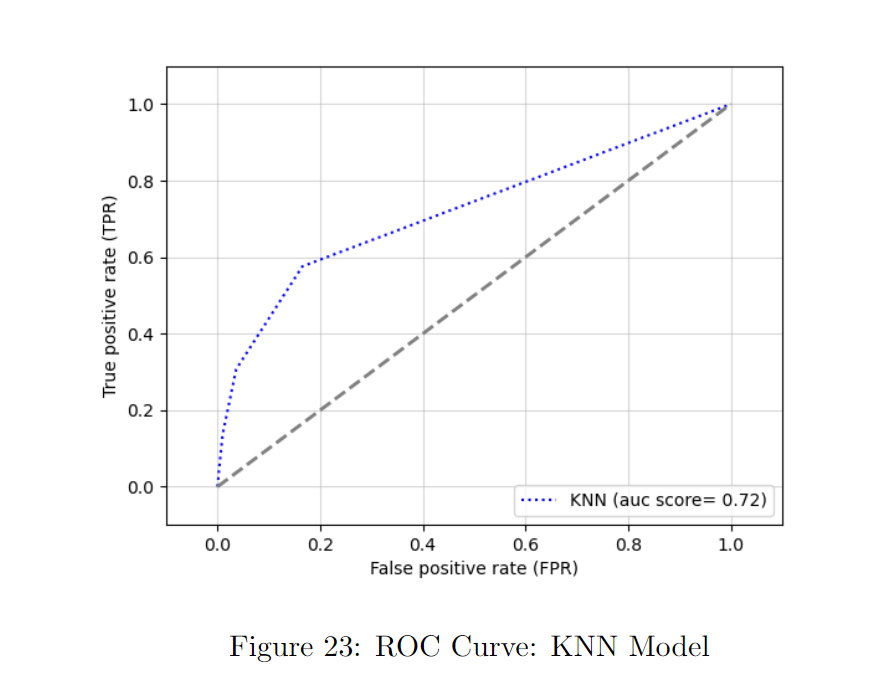 1.0
0.8
0.6
0.4
0.2
0.0
True positive rate (TPR)
KNN (auc score= 0.72)
0.0 0.2 0.4 0.6 0.8 1.0
False positive rate (FPR)
Figure 23: ROC Curve: KNN Model